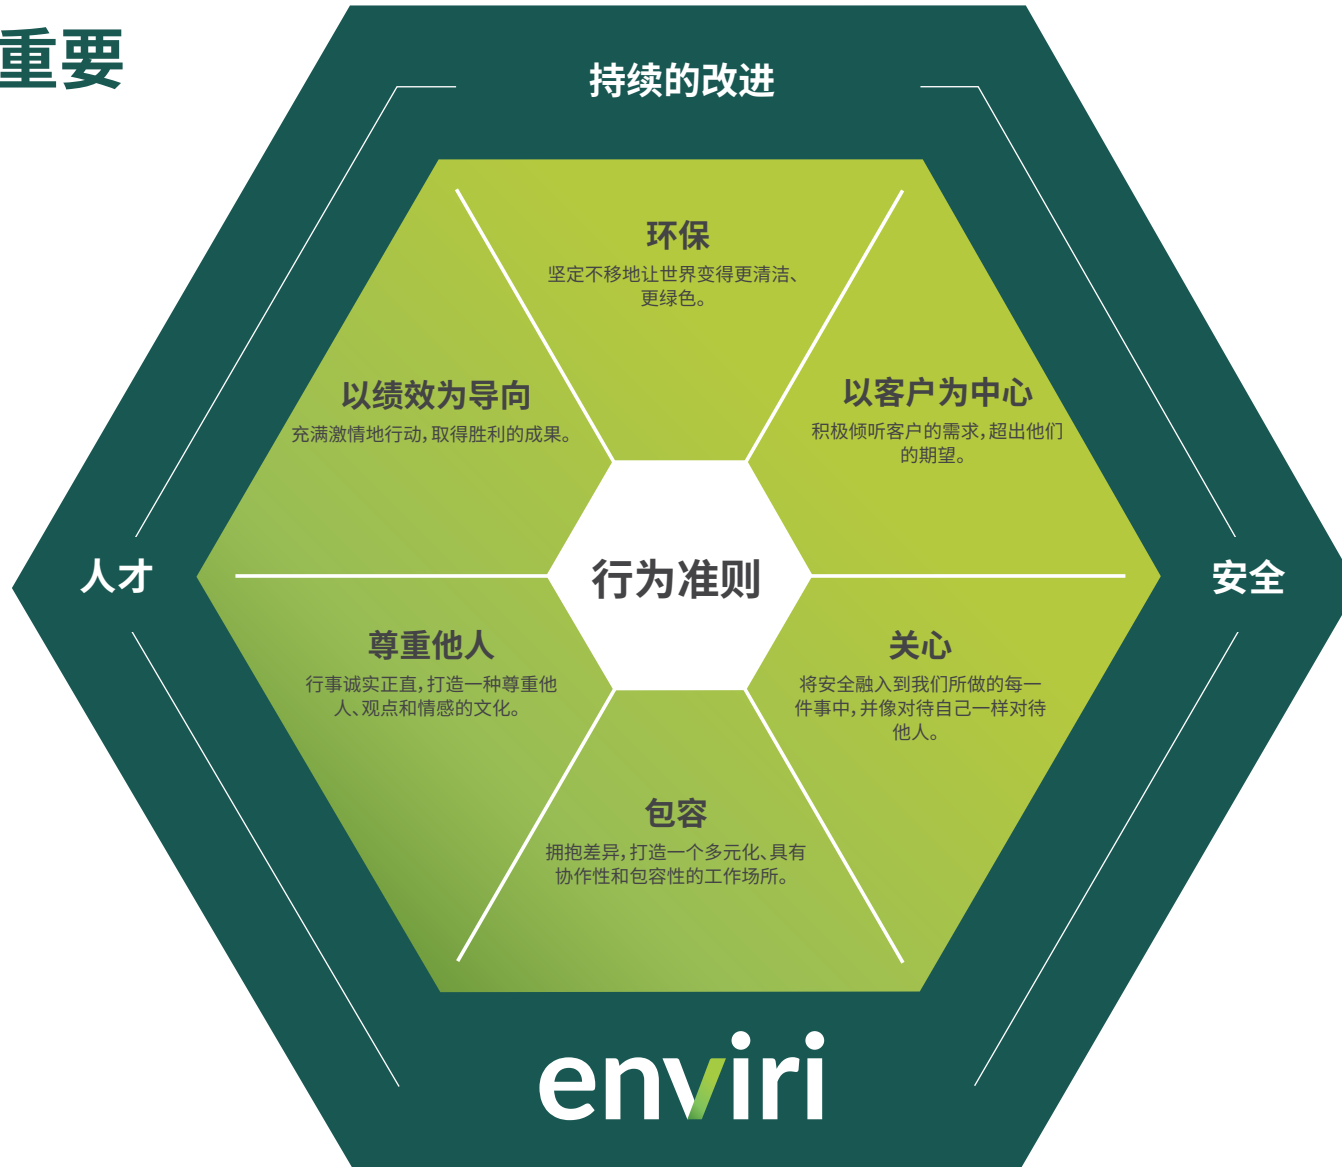 重要
持续的改进
环保
坚定不移地让世界变得更清洁、
更绿色。
以绩效为导向
充满激情地行动，取得胜利的成果。
以客户为中心
积极倾听客户的需求，超出他们
的期望。
人才
行为准则
安全
尊重他人
行事诚实正直，打造一种尊重他
人、观点和情感的文化。
关心
将安全融入到我们所做的每一
件事中，并像对待自己一样对待
他人。
包容
拥抱差异，打造一个多元化、具有
协作性和包容性的工作场所。
enviri